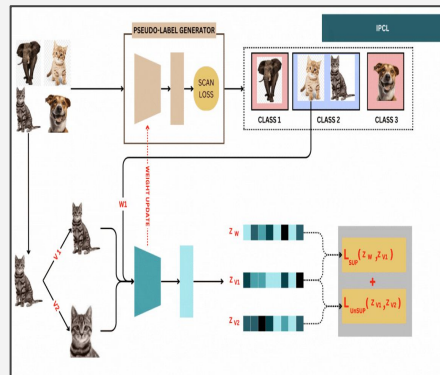 IPCL
PSEUDO-LABEL GENERATOR
SCAN
LOSS
CLASS 1
CLASS 2
CLASS 3
WEIGHT UPDATE
W1
V1
V2
Z W
Z V1
Z V2
L SUP ( Z W , Z V1 )
+
L UnSUP ( Z V1 , Z V2 )